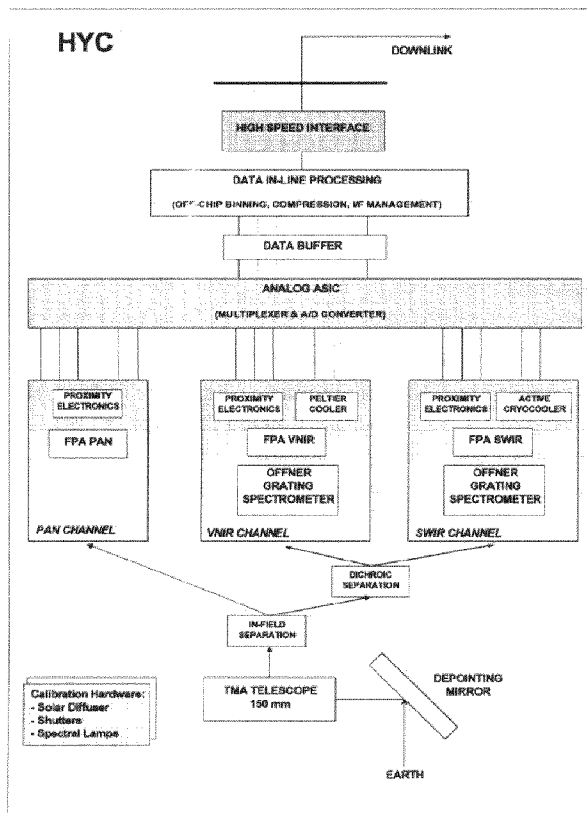 HYC
DOWNLINK
HIGH SPEED INTERFACE
DATA IN-LINE PROCESSING
(OFF-CHIP BINNING, COMPRESSION, I/F MANAGEMENT)
DATA BUFFER
ANALOG ASIC
(MULTIPLEXER & A/D CONVERTER)
PROXIMITY
ELECTRONICS
FPA PAN
PAN CHANNEL
PROXIMITY
ELECTRONICS
PELTIER
COOLER
FPA VNIR
OFFNER
GRATING
SPECTROMETER
VNIR CHANNEL
PROXIMITY
ELECTRONICS
ACTIVE
CRYOCOOLER
FPA SWIR
OFFNER
GRATING
SPECTROMETER
SWIR CHANNEL
DICHROIC
SEPARATION
IN-FIELD
SEPARATION
TMA TELESCOPE
150 mm
DEPOINTING
MIRROR
Calibration Hardware:
- Solar Diffuser
- Shutters
- Spectral Lamps
EARTH